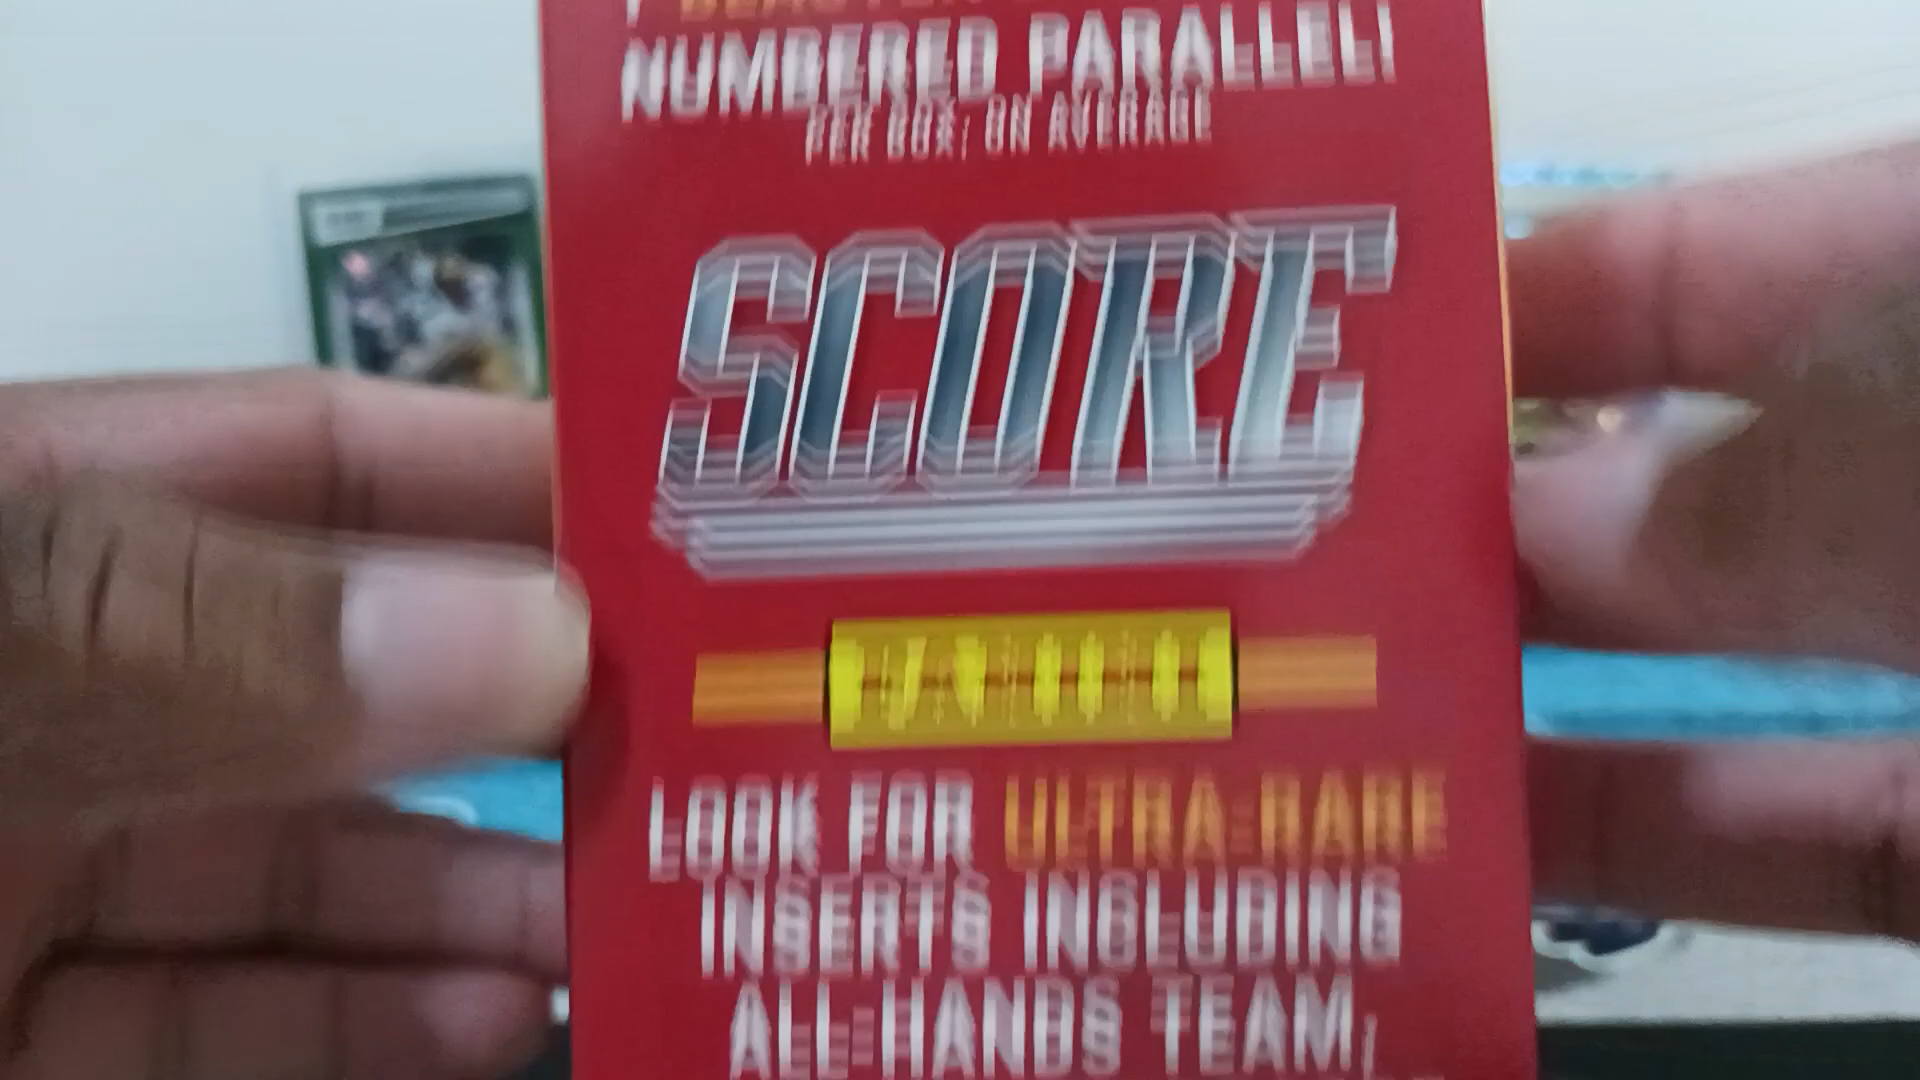 NUMBERED PARALLEL!
PER BOX, ON AVERAGE
SCORE
LOOK FOR ULTRA-RARE
INSERTS INCLUDING
ALL-HANDS TEAM,